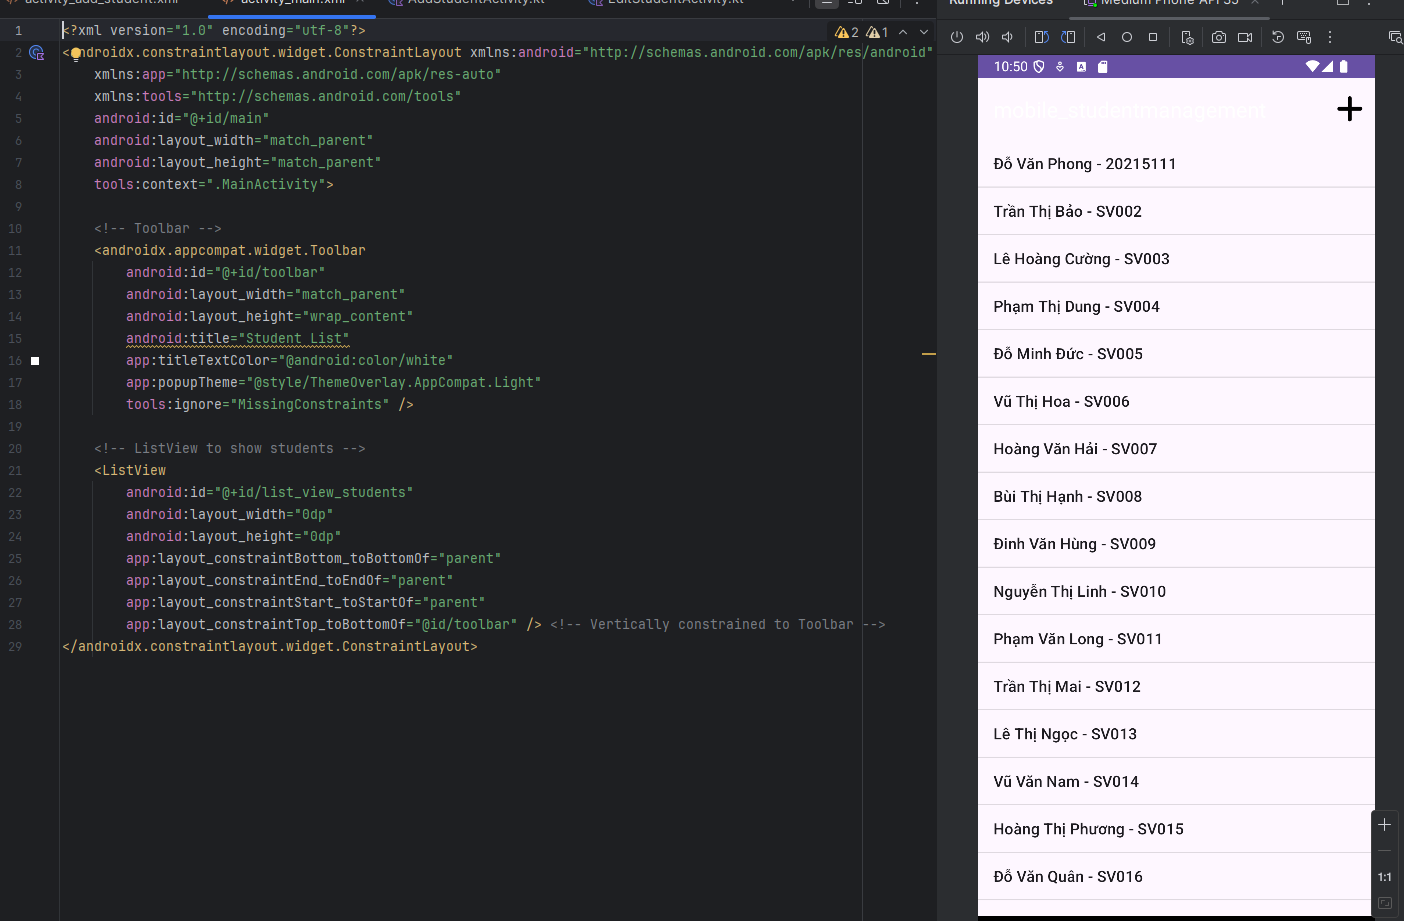 activity_add_student.xml
activity_main.xml
AddStudentActivity.kt
EditStudentActivity.kt
Running Devices
Medium Phone API 35
2 1
1 <?xml version="1.0" encoding="utf-8"?>
2 <androidx.constraintlayout.widget.ConstraintLayout xmlns:android="http://schemas.android.com/apk/res/android"
3 xmlns:app="http://schemas.android.com/apk/res-auto"
4 xmlns:tools="http://schemas.android.com/tools"
5 android:id="@+id/main"
6 android:layout_width="match_parent"
7 android:layout_height="match_parent"
8 tools:context=".MainActivity">
9
10 <!-- Toolbar -->
11 <androidx.appcompat.widget.Toolbar
12 android:id="@+id/toolbar"
13 android:layout_width="match_parent"
14 android:layout_height="wrap_content"
15 android:title="Student List"
16 app:titleTextColor="@android:color/white"
17 app:popupTheme="@style/ThemeOverlay.AppCompat.Light"
18 tools:ignore="MissingConstraints" />
19
20 <!-- ListView to show students -->
21 <ListView
22 android:id="@+id/list_view_students"
23 android:layout_width="0dp"
24 android:layout_height="0dp"
25 app:layout_constraintBottom_toBottomOf="parent"
26 app:layout_constraintEnd_toEndOf="parent"
27 app:layout_constraintStart_toStartOf="parent"
28 app:layout_constraintTop_toBottomOf="@id/toolbar" /> <!-- Vertically constrained to Toolbar -->
29 </androidx.constraintlayout.widget.ConstraintLayout>
10:50
mobile_studentmanagement
Đỗ Văn Phong - 20215111
Trần Thị Bảo - SV002
Lê Hoàng Cường - SV003
Phạm Thị Dung - SV004
Đỗ Minh Đức - SV005
Vũ Thị Hoa - SV006
Hoàng Văn Hải - SV007
Bùi Thị Hạnh - SV008
Đinh Văn Hùng - SV009
Nguyễn Thị Linh - SV010
Phạm Văn Long - SV011
Trần Thị Mai - SV012
Lê Thị Ngọc - SV013
Vũ Văn Nam - SV014
Hoàng Thị Phương - SV015
Đỗ Văn Quân - SV016
1:1